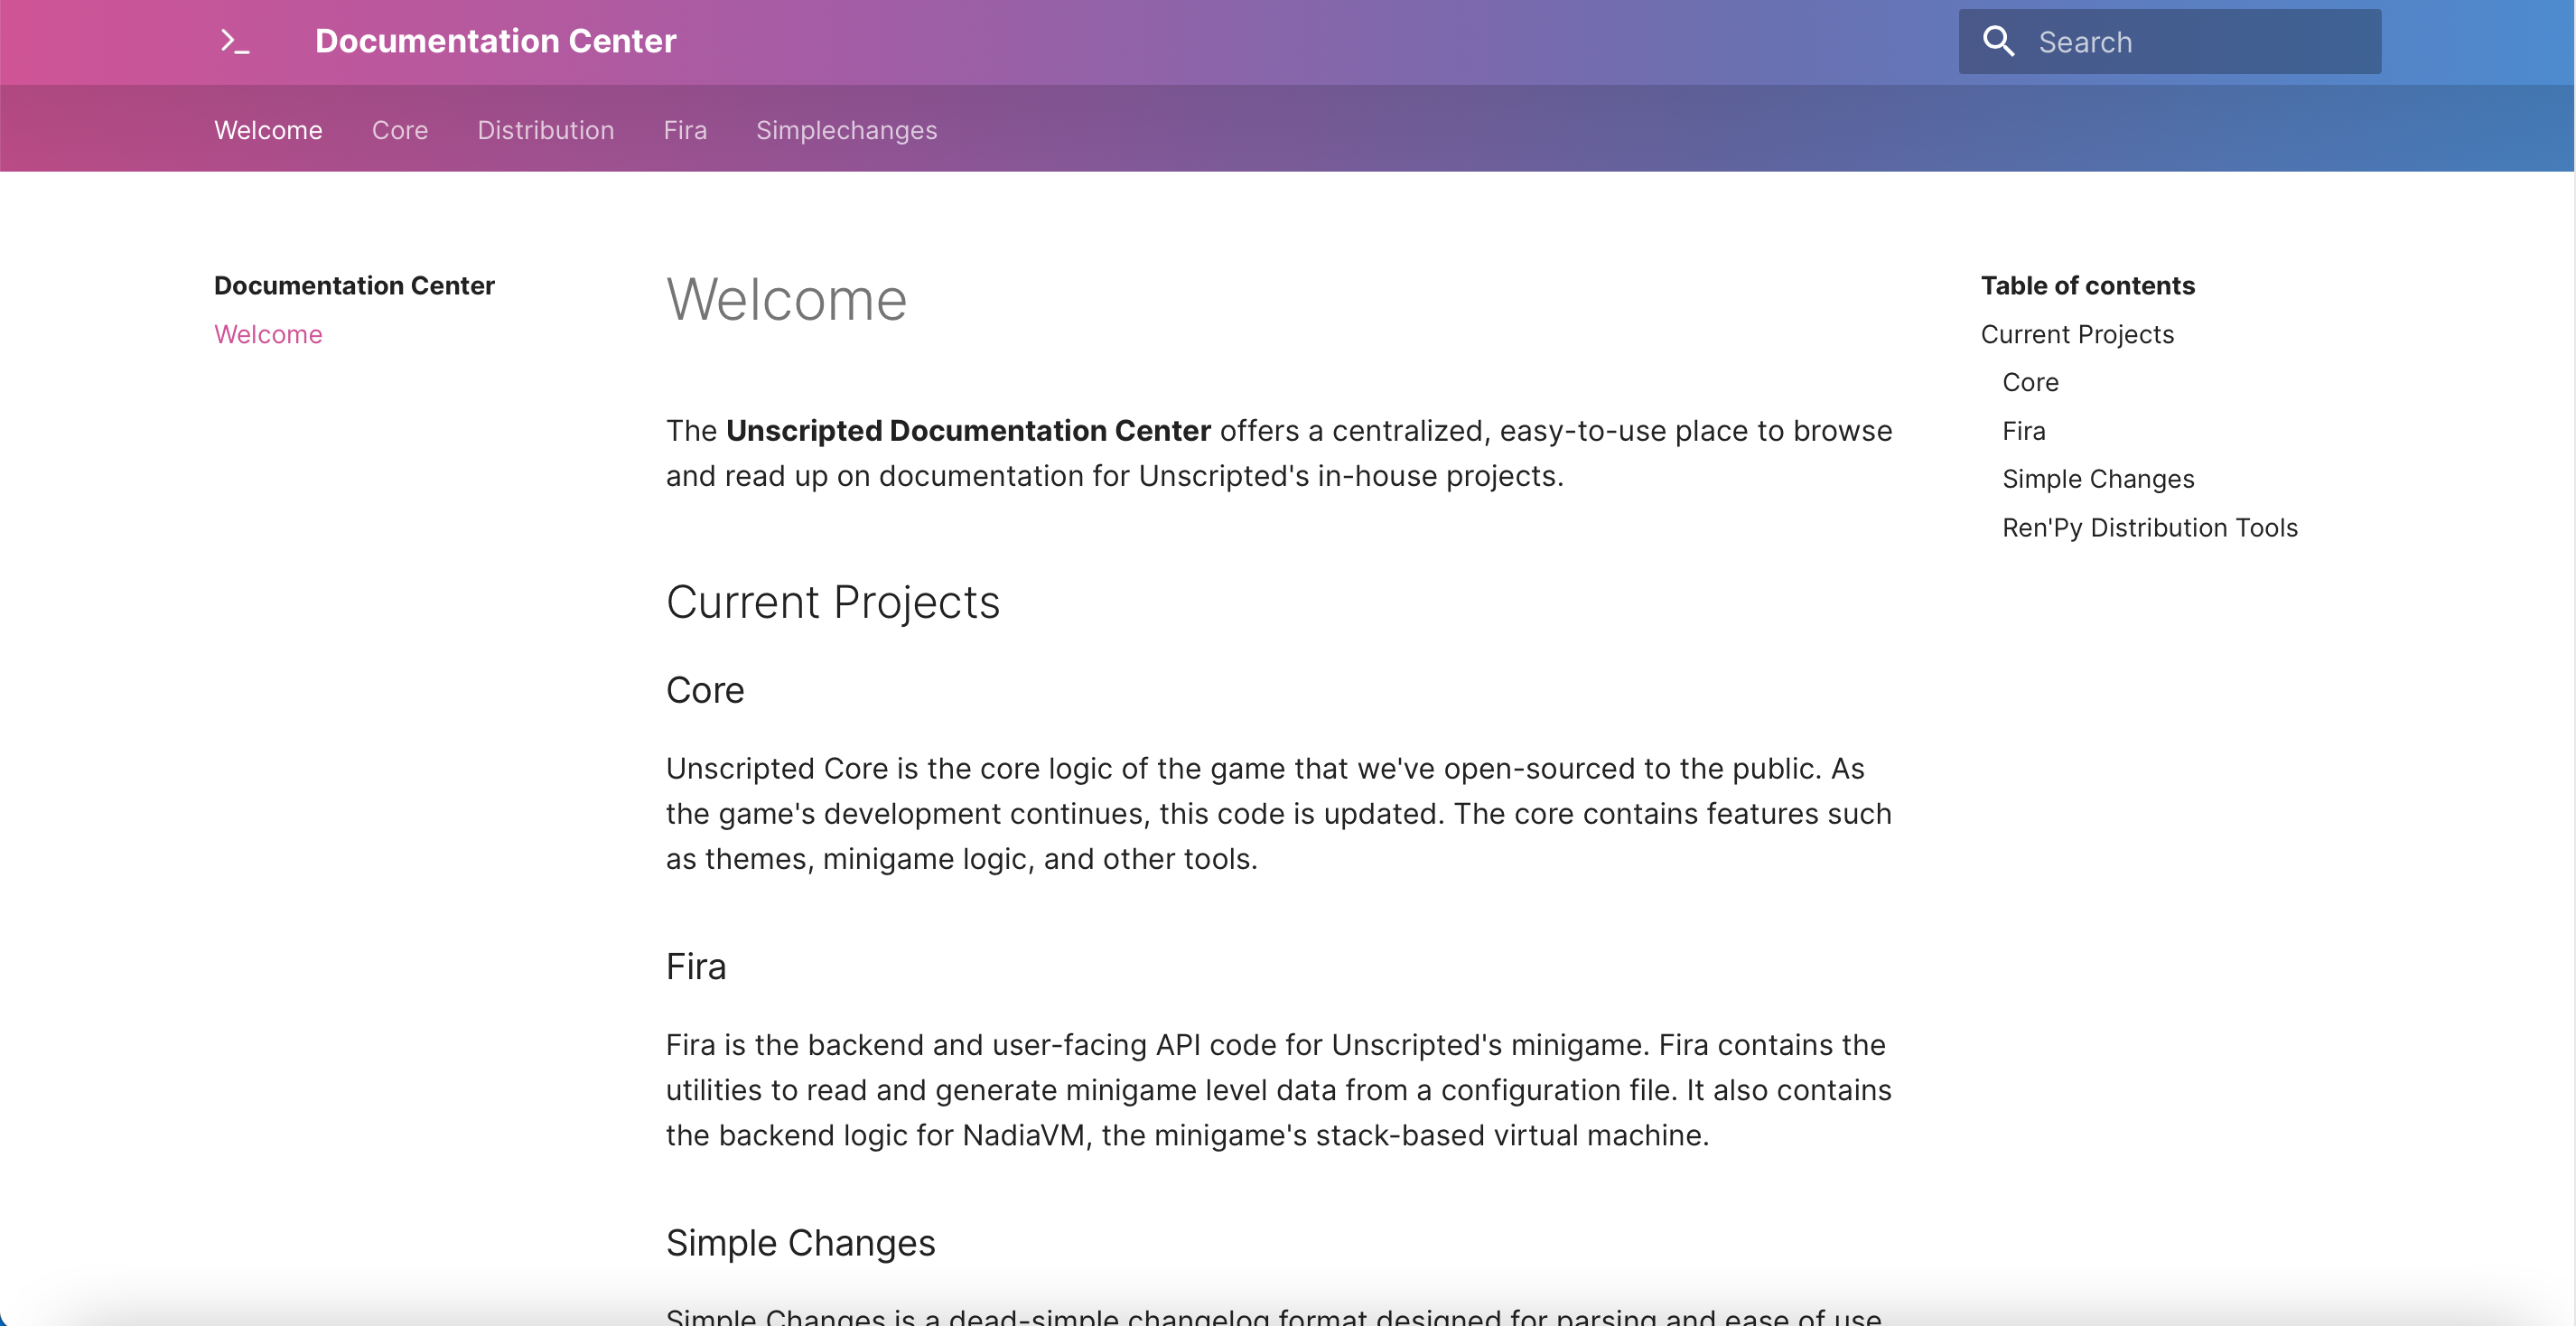 Documentation Center
Search
Welcome
Core
Distribution
Fira
Simplechanges
Documentation Center
Welcome
Welcome
The Unscripted Documentation Center offers a centralized, easy-to-use place to browse
and read up on documentation for Unscripted's in-house projects.
Current Projects
Core
Unscripted Core is the core logic of the game that we've open-sourced to the public. As
the game's development continues, this code is updated. The core contains features such
as themes, minigame logic, and other tools.
Fira
Fira is the backend and user-facing API code for Unscripted's minigame. Fira contains the
utilities to read and generate minigame level data from a configuration file. It also contains
the backend logic for NadiaVM, the minigame's stack-based virtual machine.
Simple Changes
Simple Changes is a dead-simple changelog format designed for parsing and ease of use
Table of contents
Current Projects
Core
Fira
Simple Changes
Ren'Py Distribution Tools